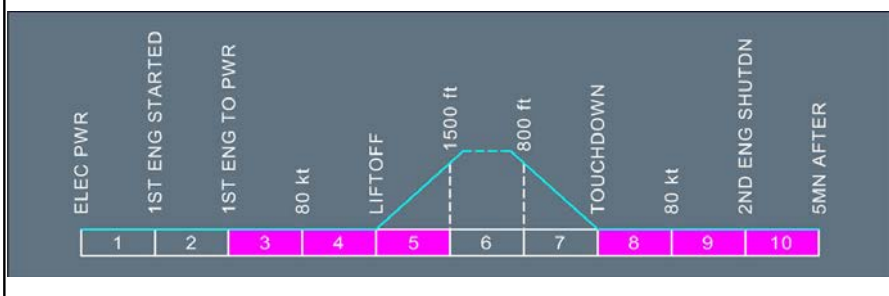 ELEC PWR
1ST ENG STARTED
1ST ENG TO PWR
80 kt
LIFTOFF
1500 ft
800 ft
TOUCHDOWN
80 kt
2ND ENG SHUTDN
5MN AFTER
1 2 3 4 5 6 7 8 9 10